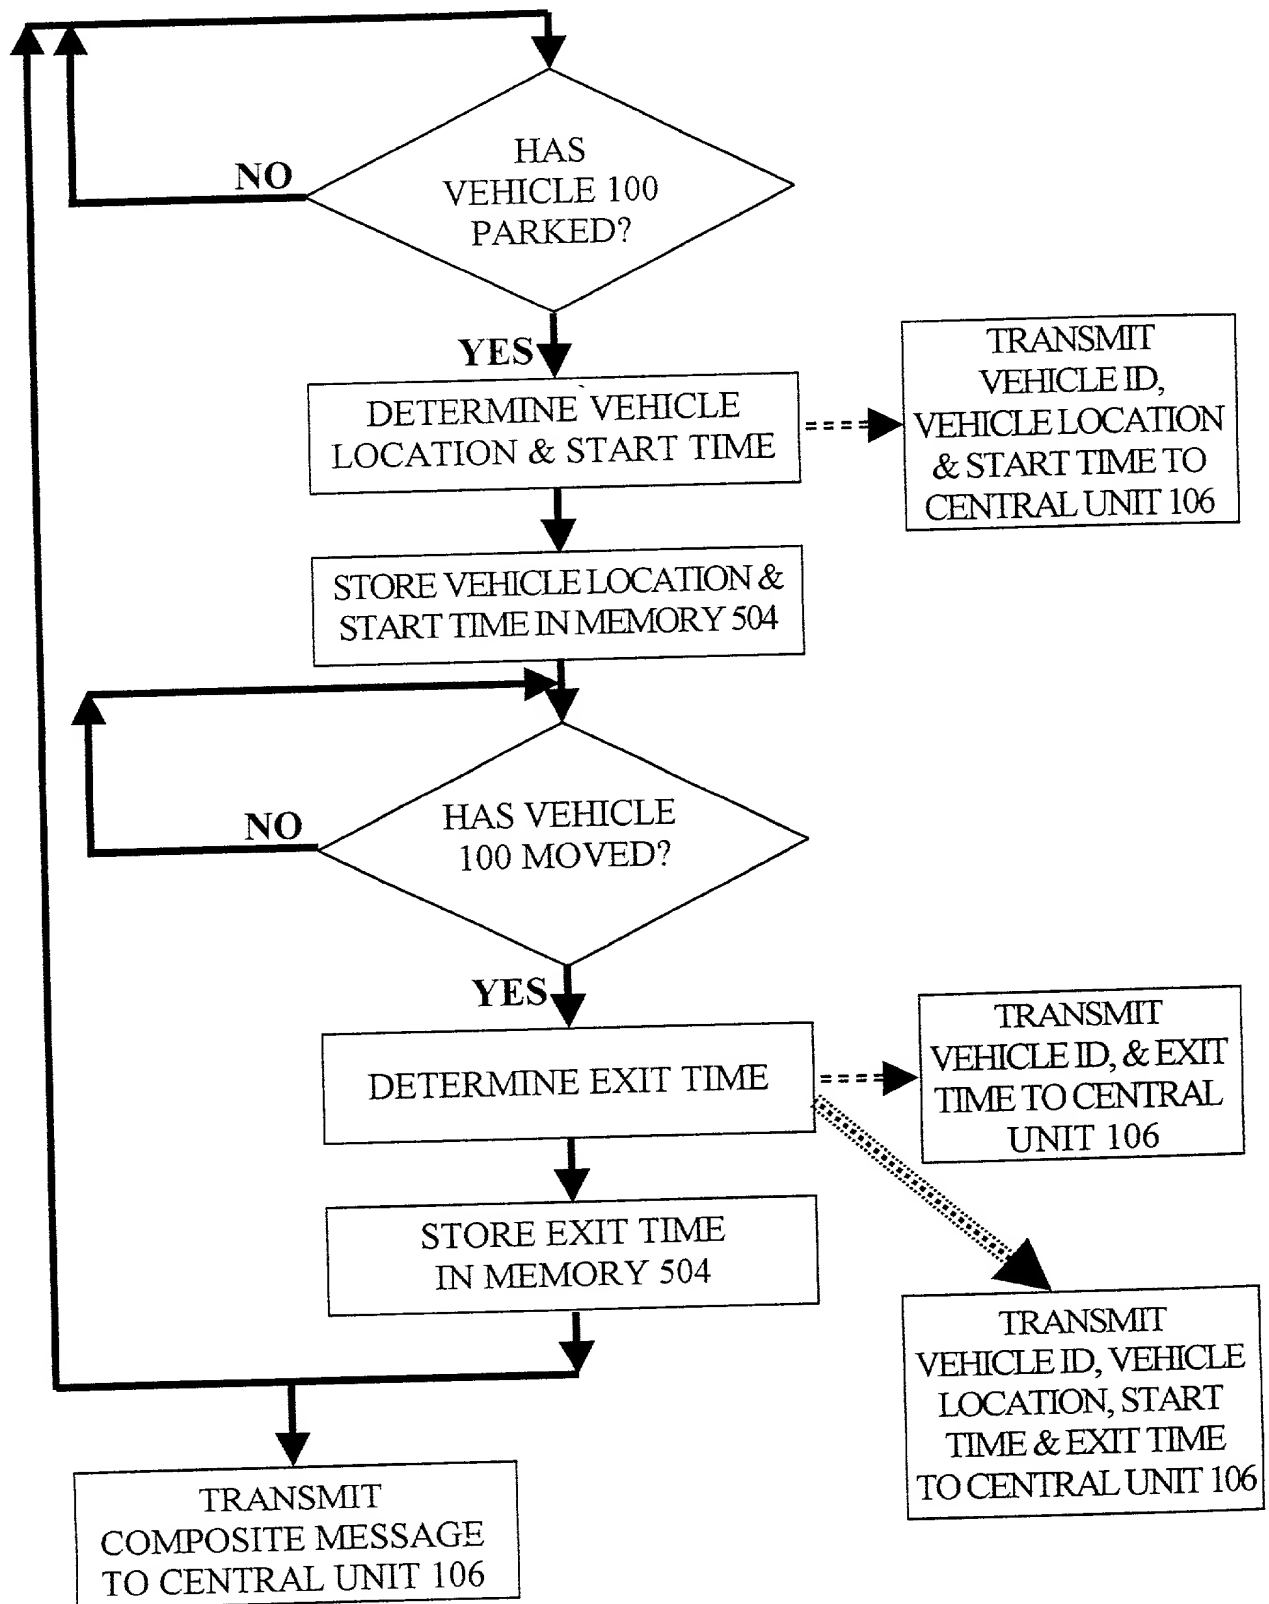 HAS
VEHICLE 100
PARKED?
NO
YES
DETERMINE VEHICLE
LOCATION & START TIME
TRANSMIT
VEHICLE ID,
VEHICLE LOCATION
& START TIME TO
CENTRAL UNIT 106
STORE VEHICLE LOCATION &
START TIME IN MEMORY 504
HAS VEHICLE
100 MOVED?
NO
YES
DETERMINE EXIT TIME
TRANSMIT
VEHICLE ID, & EXIT
TIME TO CENTRAL
UNIT 106
STORE EXIT TIME
IN MEMORY 504
TRANSMIT
VEHICLE ID, VEHICLE
LOCATION, START
TIME & EXIT TIME
TO CENTRAL UNIT 106
TRANSMIT
COMPOSITE MESSAGE
TO CENTRAL UNIT 106